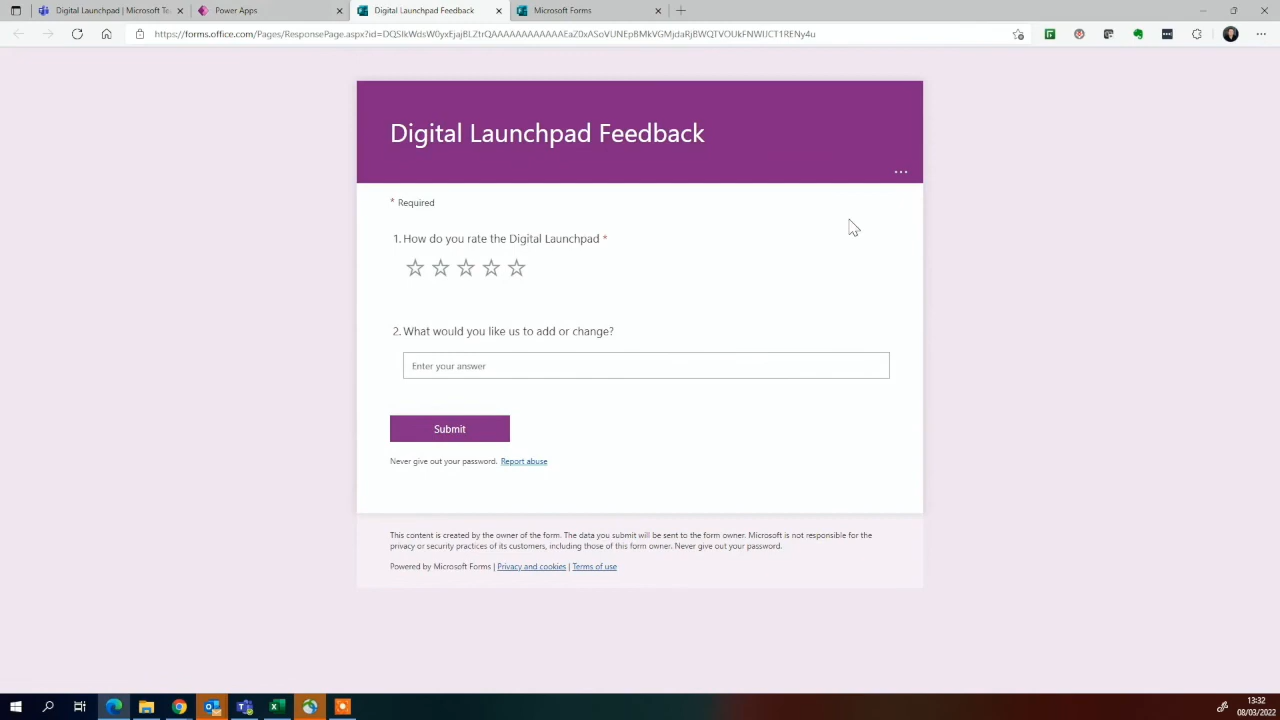 Digital Launchpad | Microsoft Te
Power Apps
Digital Launchpad Feedback
Microsoft Forms
Digital Launchpad Feedback
* Required
1. How do you rate the Digital Launchpad *
2. What would you like us to add or change?
Enter your answer
Submit
Never give out your password. Report abuse
This content is created by the owner of the form. The data you submit will be sent to the form owner. Microsoft is not responsible for the
privacy or security practices of its customers, including those of this form owner. Never give out your password.
Powered by Microsoft Forms | Privacy and cookies | Terms of use
13:32
08/03/2022